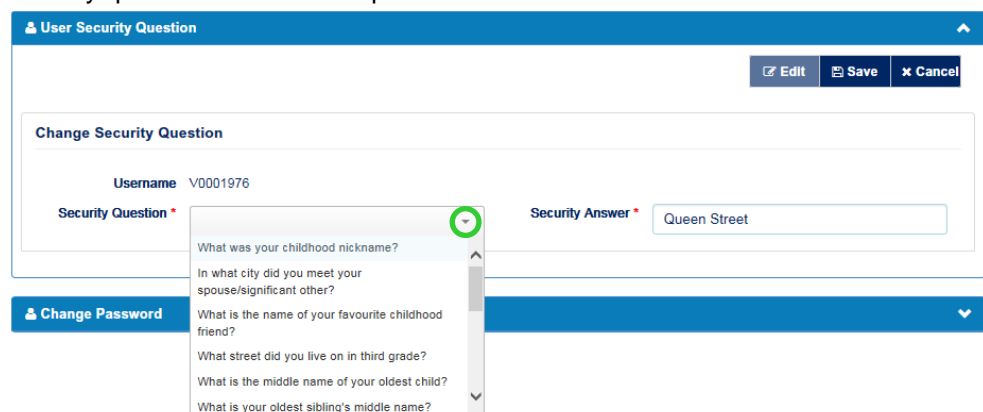 User Security Question
Edit Save × Cancel
Change Security Question
Username V0001976
Security Question * Security Answer * Queen Street
What was your childhood nickname?
In what city did you meet your
spouse/significant other?
What is the name of your favourite childhood
friend?
What street did you live on in third grade?
What is the middle name of your oldest child?
What is your oldest sibling's middle name?
Change Password